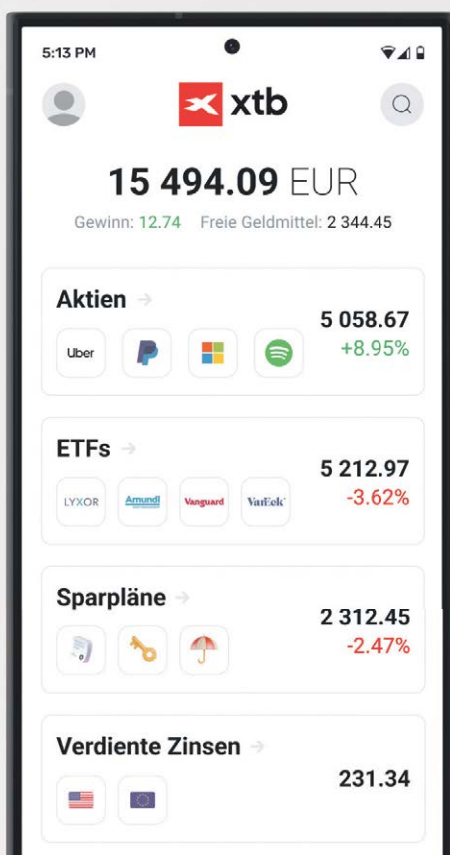 5:13 PM
xtb
15 494.09 EUR
Gewinn: 12.74 Freie Geldmittel: 2 344.45
Aktien
5 058.67
Uber
+8.95%
ETFs
5 212.97
LYXOR Amundi Vanguard VanEck
-3.62%
Sparpläne
2 312.45
-2.47%
Verdiente Zinsen
231.34